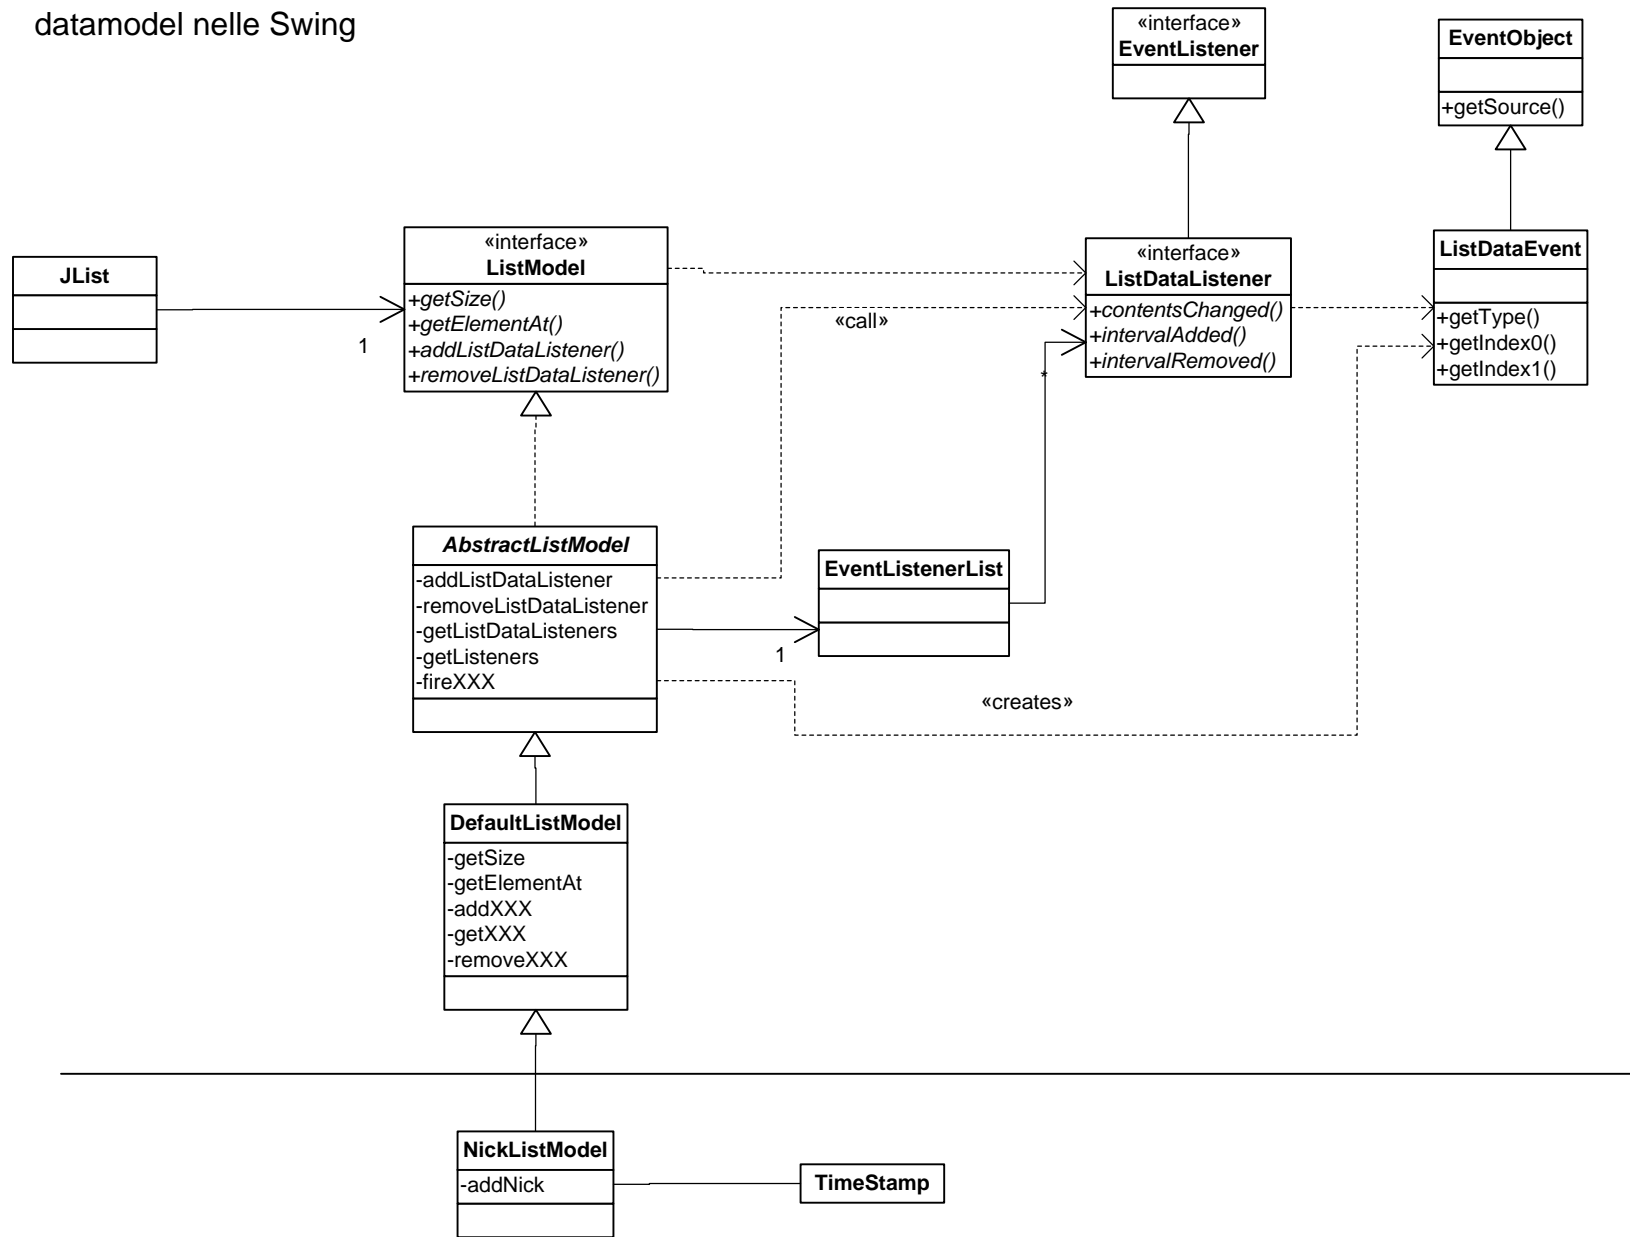 datamodel nelle Swing
«interface»
EventListener
EventObject
+getSource()
JList
1
«interface»
ListModel
+getSize()
+getElementAt()
+addListDataListener()
+removeListDataListener()
«call»
«interface»
ListDataListener
+contentsChanged()
+intervalAdded()
+intervalRemoved()
*
ListDataEvent
+getType()
+getIndex0()
+getIndex1()
AbstractListModel
-addListDataListener
-removeListDataListener
-getListDataListeners
-getListeners
-fireXXX
1
EventListenerList
«creates»
DefaultListModel
-getSize
-getElementAt
-addXXX
-getXXX
-removeXXX
NickListModel
-addNick
TimeStamp